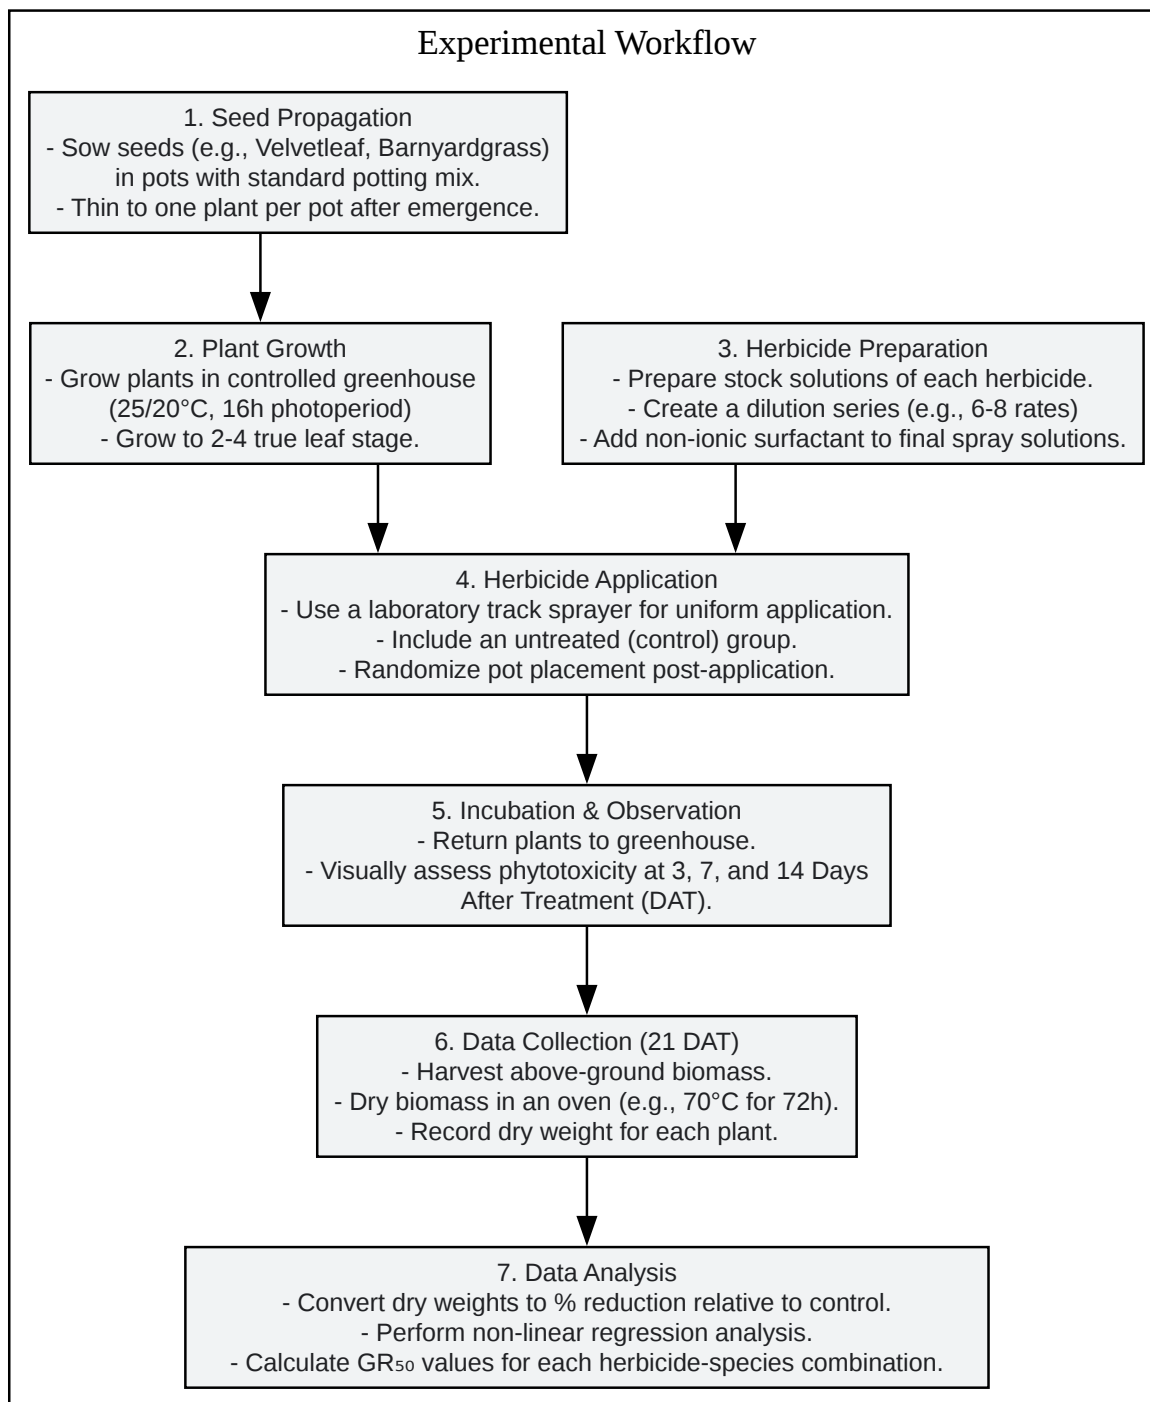 Experimental Workflow
1. Seed Propagation
- Sow seeds (e.g., Velvetleaf, Barnyardgrass)
in pots with standard potting mix.
- Thin to one plant per pot after emergence.
2. Plant Growth
- Grow plants in controlled greenhouse
(25/20°C, 16h photoperiod)
- Grow to 2-4 true leaf stage.
3. Herbicide Preparation
- Prepare stock solutions of each herbicide.
- Create a dilution series (e.g., 6-8 rates)
- Add non-ionic surfactant to final spray solutions.
4. Herbicide Application
- Use a laboratory track sprayer for uniform application.
- Include an untreated (control) group.
- Randomize pot placement post-application.
5. Incubation & Observation
- Return plants to greenhouse.
- Visually assess phytotoxicity at 3, 7, and 14 Days
After Treatment (DAT).
6. Data Collection (21 DAT)
- Harvest above-ground biomass.
- Dry biomass in an oven (e.g., 70°C for 72h).
- Record dry weight for each plant.
7. Data Analysis
- Convert dry weights to % reduction relative to control.
- Perform non-linear regression analysis.
- Calculate GR₅₀ values for each herbicide-species combination.